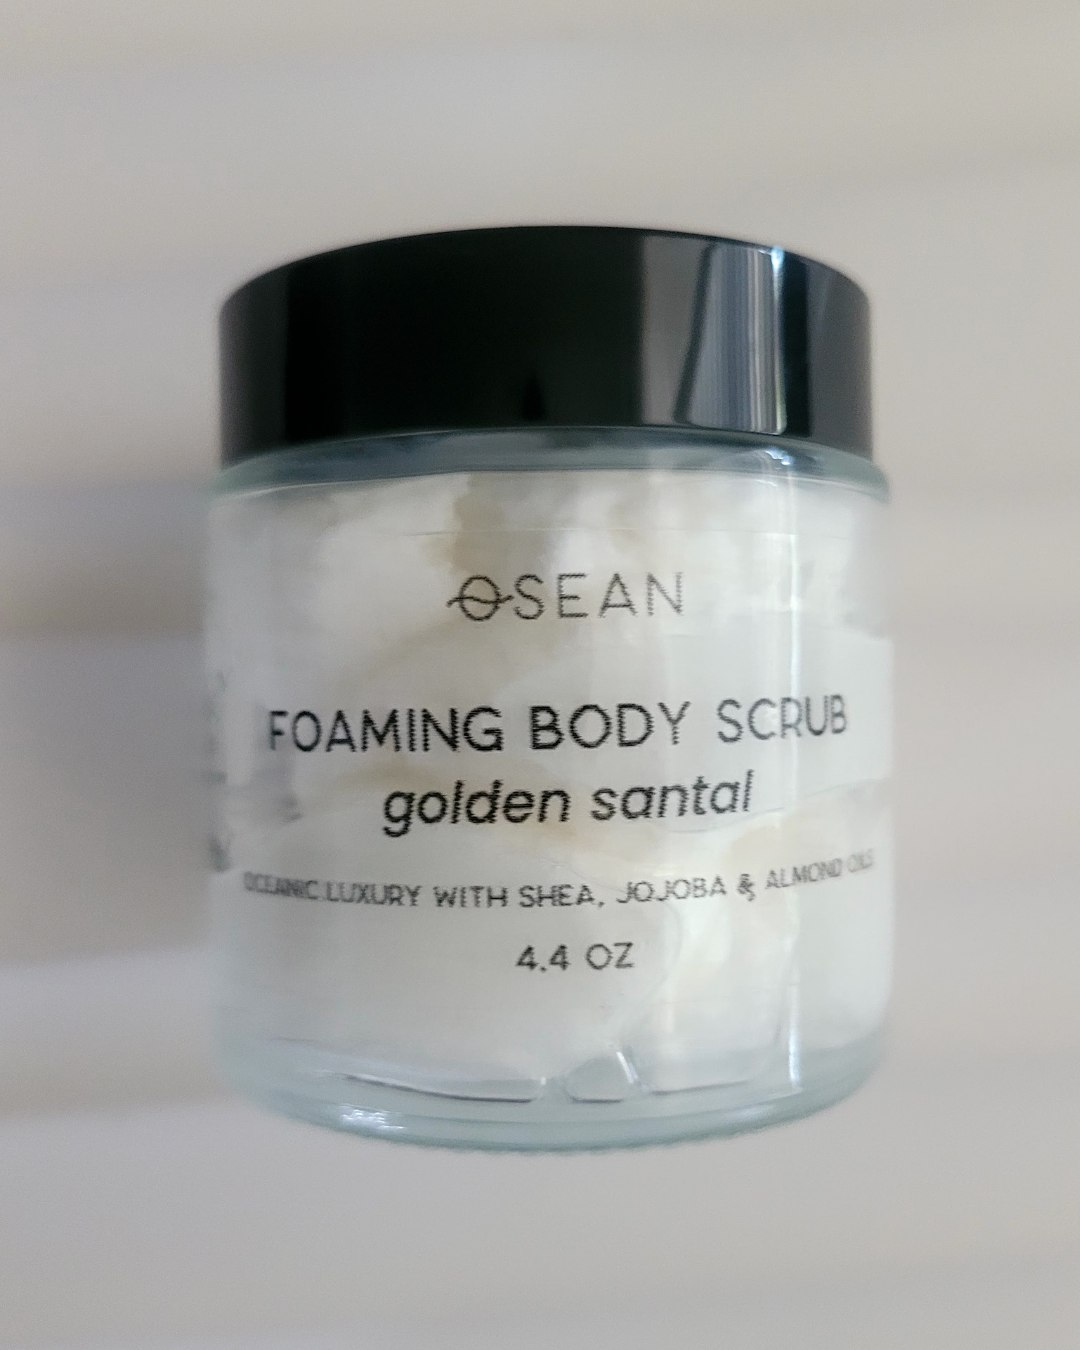 OSEAN
FOAMING BODY SCRUB
golden santal
OCEANIC LUXURY WITH SHEA, JOJOBA & ALMOND OILS
4.4 OZ